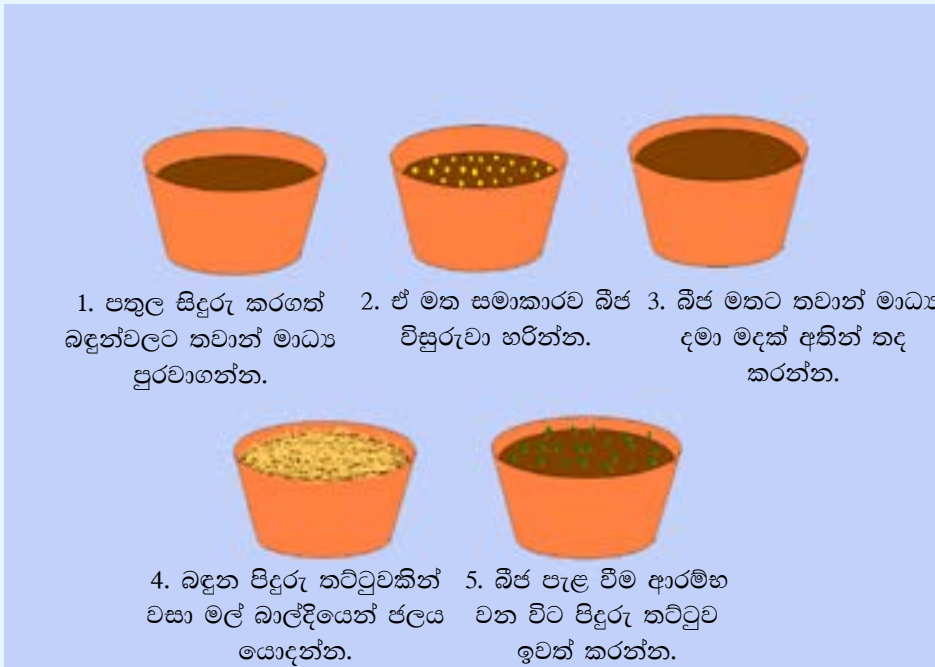 1. පතුල සිදුරු කරගත්
බඳුන්වලට තවාන් මාධ්‍ය
පුරවාගන්න.
2. ඒ මත සමාකාරව බීජ
විසුරුවා හරින්න.
3. බීජ මතට තවාන් මාධ්‍ය
දමා මදක් අතින් තද
කරන්න.
4. බඳුන පිදුරු තට්ටුවකින්
වසා මල් බාල්දියෙන් ජලය
යොදන්න.
5. බීජ පැළ වීම ආරම්භ
වන විට පිදුරු තට්ටුව
ඉවත් කරන්න.